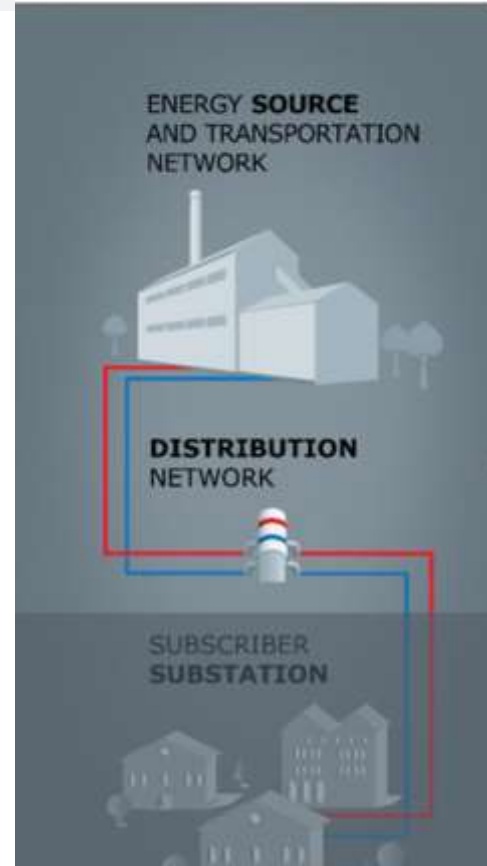 ENERGY SOURCE
AND TRANSPORTATION
NETWORK
DISTRIBUTION
NETWORK
SUBSCRIBER
SUBSTATION